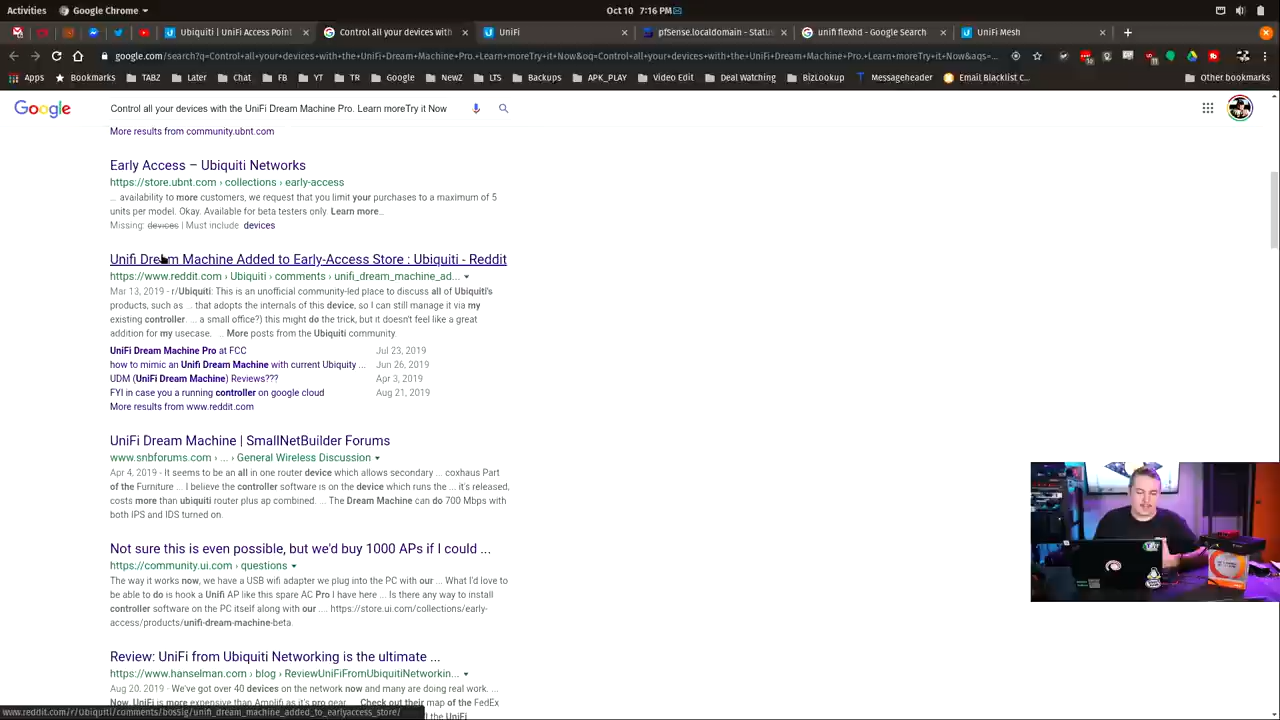 Activities
Google Chrome
Oct 10 7:16 PM
Ubiquiti | UniFi Access Point
Control all your devices with
UniFi
pfSense.localdomain - Status
unifi flexhd - Google Search
UniFi Mesh
google.com/search?q=Control+all+your+devices+with+the+UniFi+Dream+Machine+Pro.+Learn+moreTry+it+Now&oq=Control+all+your+devices+with+the+UniFi+Dream+Machine+Pro.+Learn+moreTry+it+Now&aqs=...
Apps
Bookmarks
TABZ
Later
CH
FB
TR
Google
NewZ
LTS
Backups
APK_PLAY
Video Edit
Deal Watching
BizLookup
Messageheader
Email Blacklist C...
Other bookmarks
Google
Control all your devices with the UniFi Dream Machine Pro. Learn moreTry it Now
More results from community.ubnt.com
Early Access – Ubiquiti Networks
https://store.ubnt.com › collections › early-access
... availability to more customers, we request that you limit your purchases to a maximum of 5
units per model. Okay. Available for beta testers only. Learn more...
Missing: devices | Must include: devices
Unifi Dream Machine Added to Early-Access Store : Ubiquiti - Reddit
https://www.reddit.com › Ubiquiti › comments › unifi_dream_machine_ad...
Mar 13, 2019 - r/Ubiquiti: This is an unofficial community-led place to discuss all of Ubiquiti's
products, such as ... that adopts the internals of this device, so I can still manage it via my
existing controller. ... a small office?) this might do the trick, but it doesn't feel like a great
addition for my usecase. ... More posts from the Ubiquiti community.
UniFi Dream Machine Pro at FCC Jul 23, 2019
how to mimic an Unifi Dream Machine with current Ubiquity ... Jun 26, 2019
UDM (UniFi Dream Machine) Reviews??? Apr 3, 2019
FYI in case you a running controller on google cloud Aug 21, 2019
More results from www.reddit.com
UniFi Dream Machine | SmallNetBuilder Forums
www.snbforums.com › ... › General Wireless Discussion
Apr 4, 2019 - It seems to be an all in one router device which allows secondary ... coxhaus Part
of the Furniture ... I believe the controller software is on the device which runs the ... it's released,
costs more than ubiquiti router plus ap combined. ... The Dream Machine can do 700 Mbps with
both IPS and IDS turned on.
Not sure this is even possible, but we'd buy 1000 APs if I could ...
https://community.ui.com › questions
The way it works now, we have a USB wifi adapter we plug into the PC with our ... What I'd love to
be able to do is hook a Unifi AP like this spare AC Pro I have here ... Is there any way to install
controller software on the PC itself along with our .... https://store.ui.com/collections/early-
access/products/unifi-dream-machine-beta.
Review: UniFi from Ubiquiti Networking is the ultimate ...
https://www.hanselman.com › blog › ReviewUniFiFromUbiquitiNetworkin...
Aug 20, 2019 - We've got over 40 devices on the network now and many are doing real work. ...
Now, UniFi is more expensive than Amplifi as it's pro gear. ... Check out their map of the FedEx
the UniFi